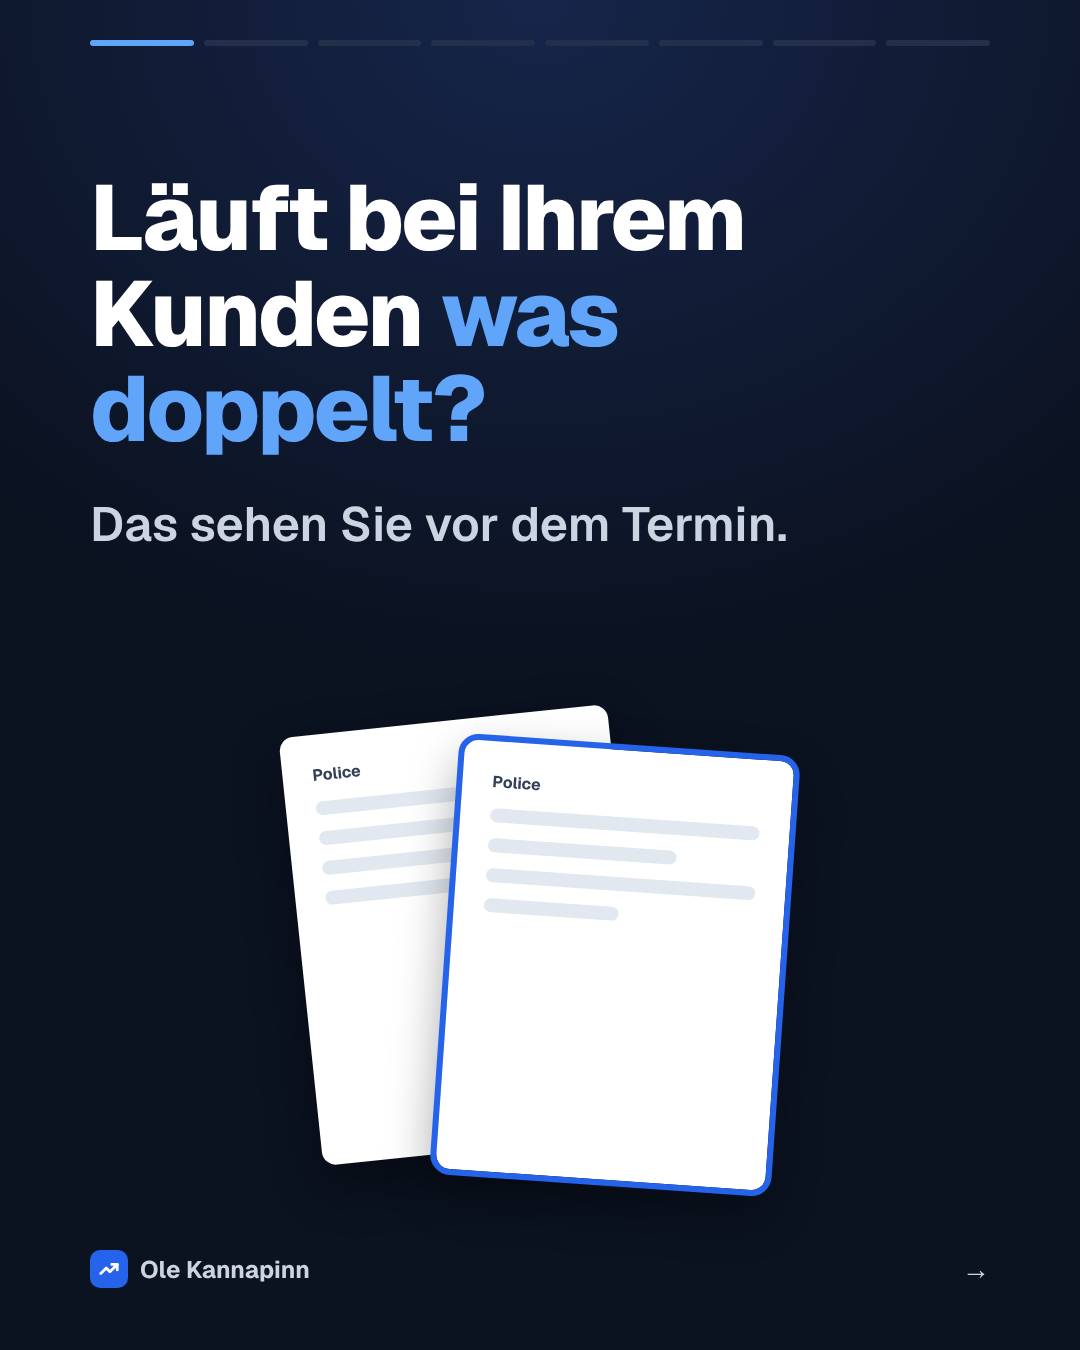 Läuft bei Ihrem
Kunden was
doppelt?
Das sehen Sie vor dem Termin.
Police
Police
Ole Kannapinn
→